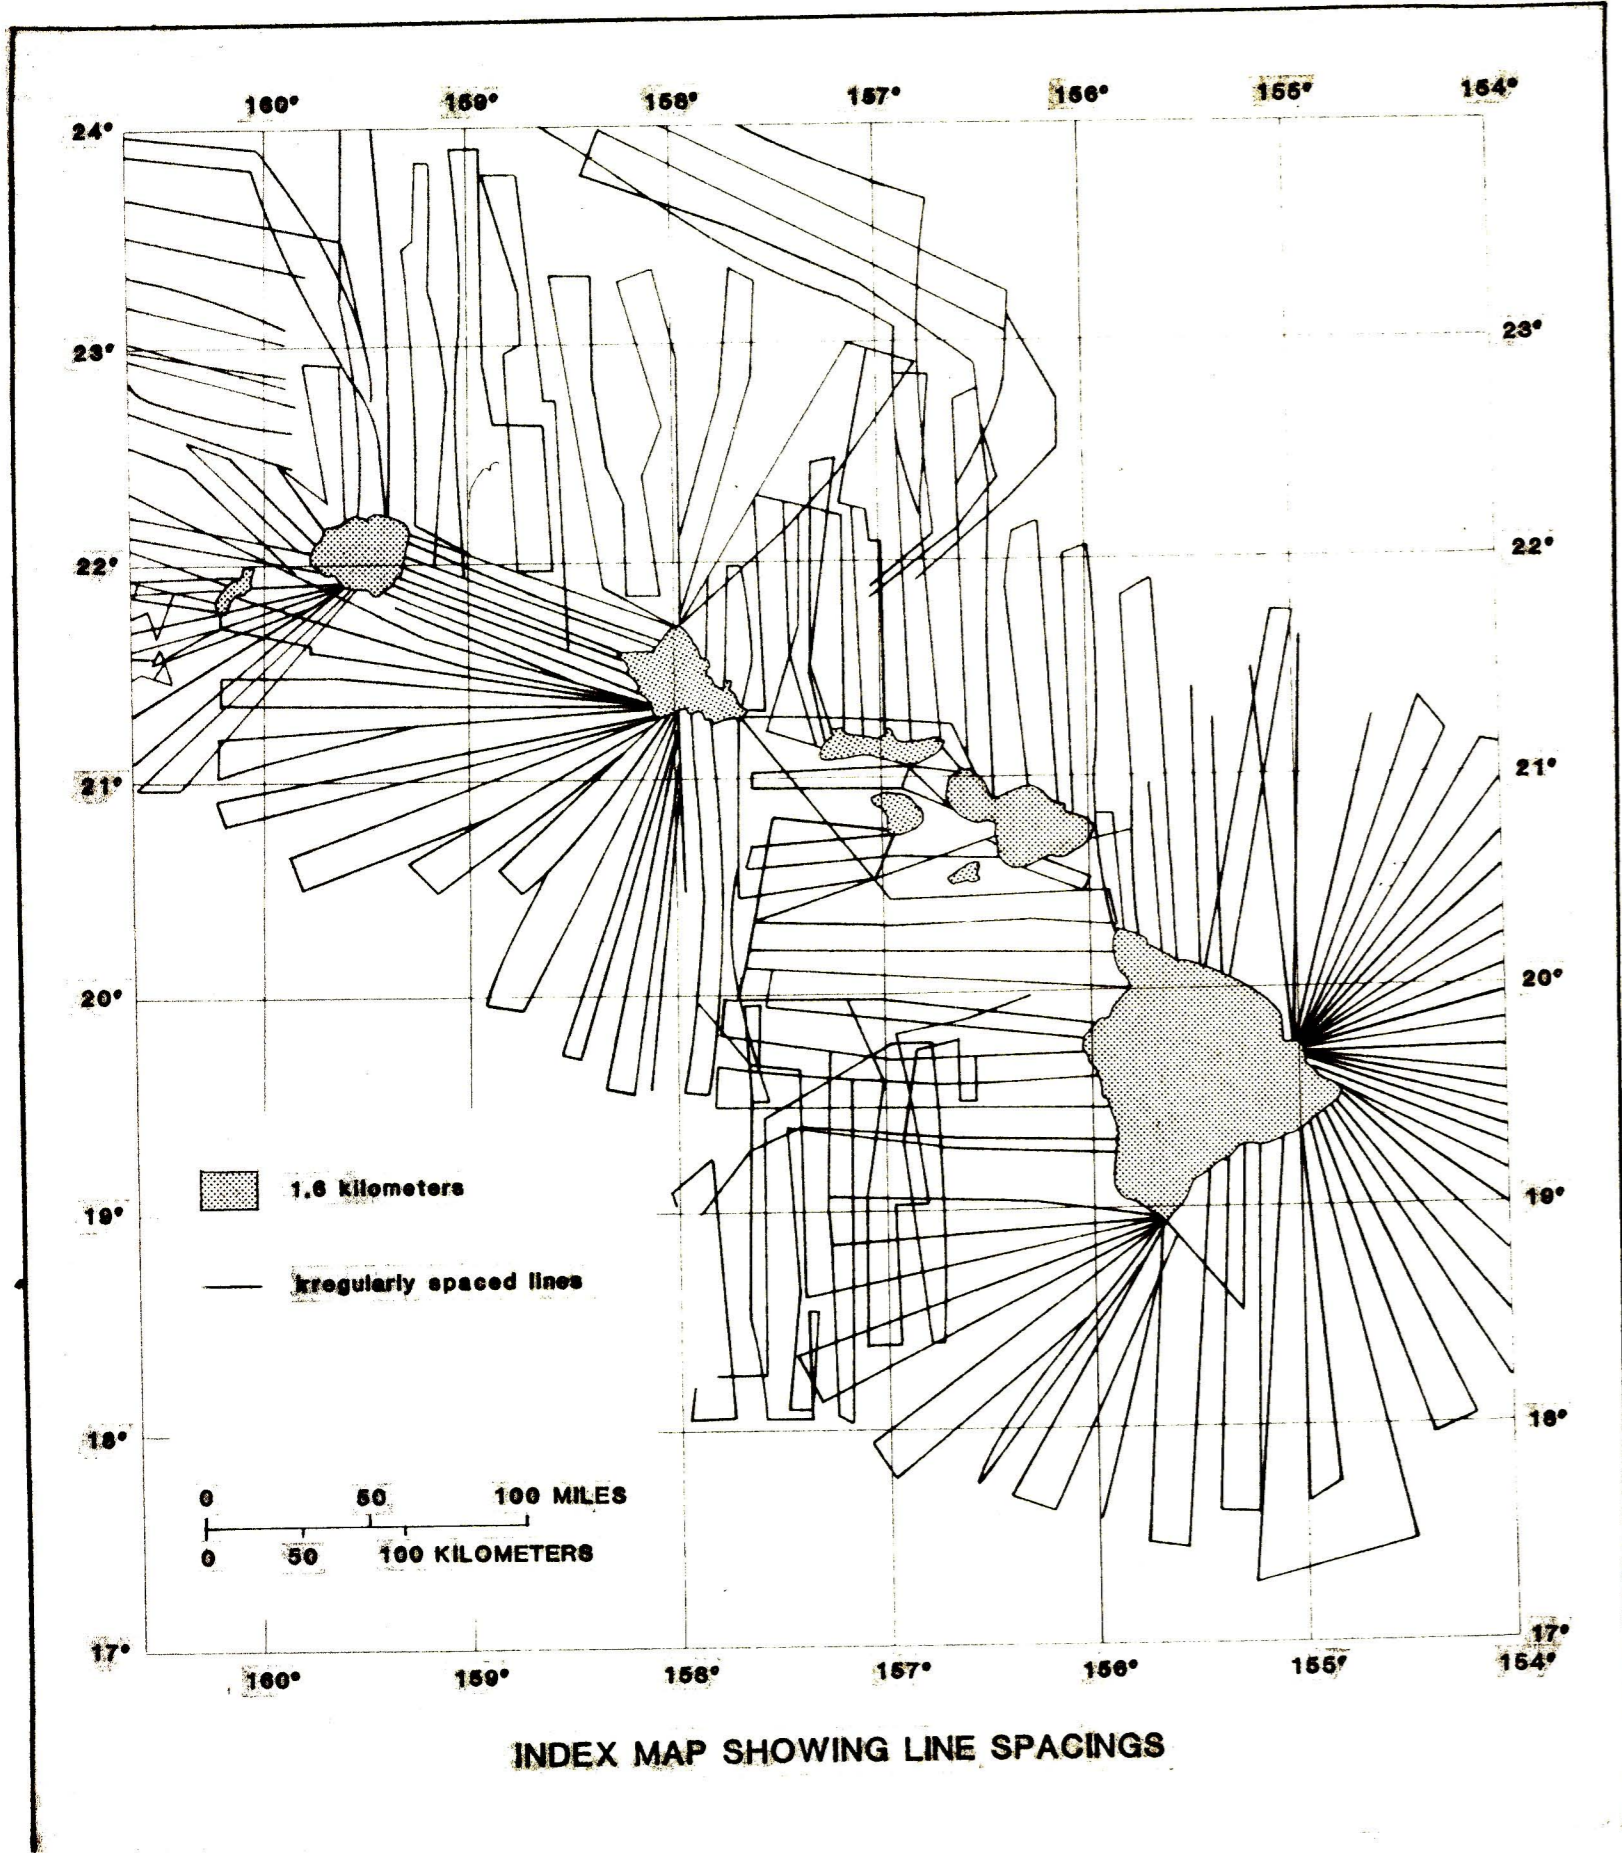 160° 159° 158° 157° 156° 155° 154°
24°
23° 23°
22° 22°
21° 21°
20° 20°
1.6 kilometers
19° 19°
Irregularly spaced lines
18° 18°
0 50 100 MILES
0 50 100 KILOMETERS
17° 17°
160° 159° 158° 157° 156° 155° 154°
INDEX MAP SHOWING LINE SPACINGS